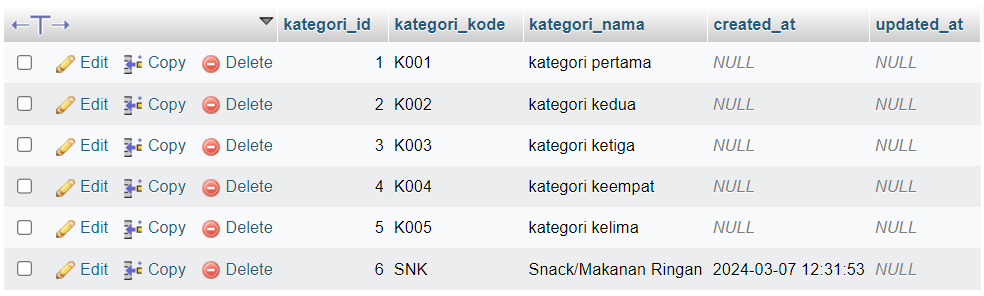 kategori_id kategori_kode kategori_nama created_at updated_at
Edit Copy Delete 1 K001 kategori pertama NULL NULL
Edit Copy Delete 2 K002 kategori kedua NULL NULL
Edit Copy Delete 3 K003 kategori ketiga NULL NULL
Edit Copy Delete 4 K004 kategori keempat NULL NULL
Edit Copy Delete 5 K005 kategori kelima NULL NULL
Edit Copy Delete 6 SNK Snack/Makanan Ringan 2024-03-07 12:31:53 NULL